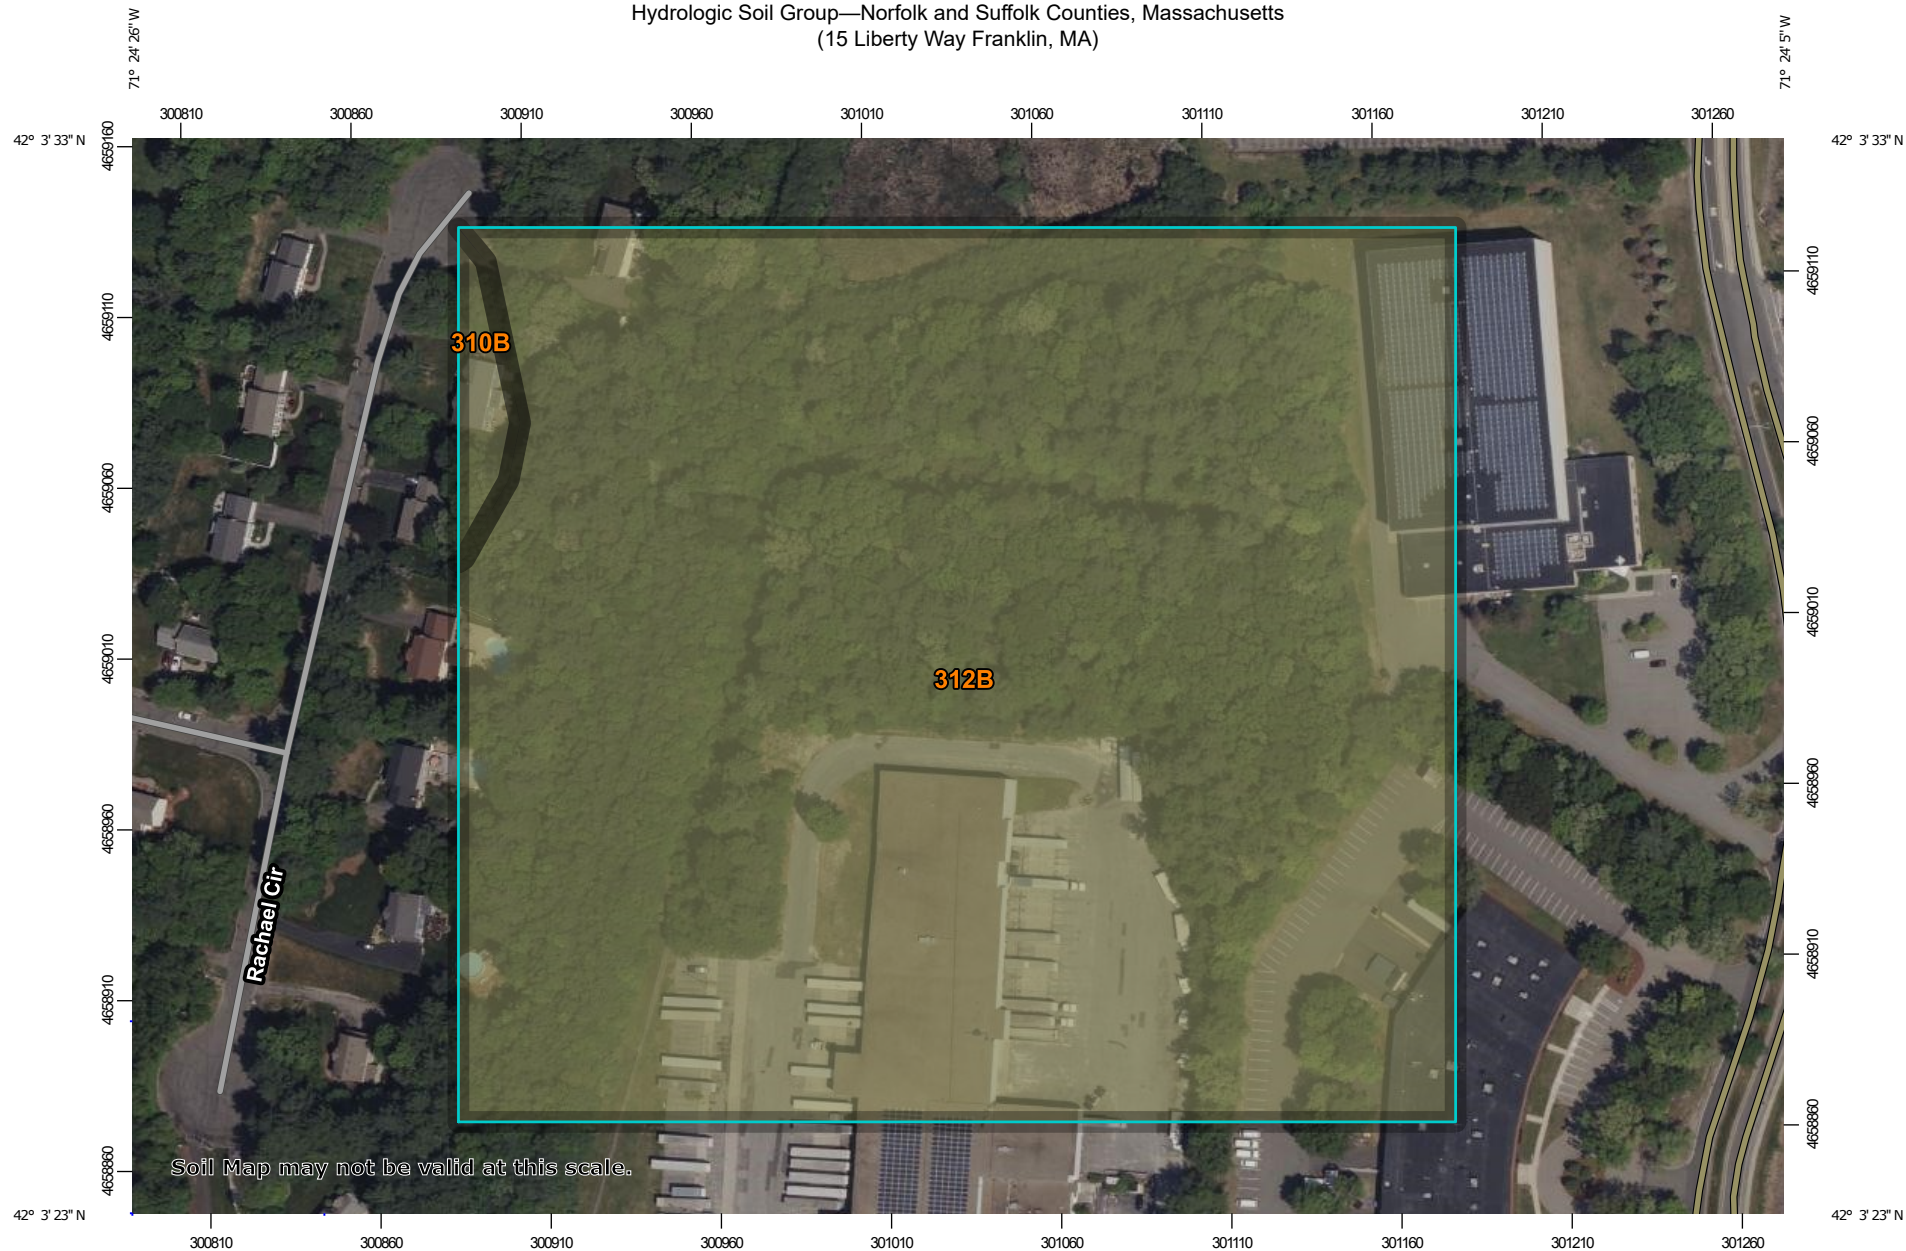 Hydrologic Soil Group—Norfolk and Suffolk Counties, Massachusetts
(15 Liberty Way Franklin, MA)
71° 24' 26'' W
71° 24' 5'' W
300810 300860 300910 300960 301010 301060 301110 301160 301210 301260
42° 3' 33'' N
42° 3' 33'' N
4659160
4659110
4659060
4659010
4658960
4658910
4658860
4659110
4659060
4659010
4658960
4658910
4658860
310B
312B
Rachael Cir
Soil Map may not be valid at this scale.
42° 3' 23'' N
42° 3' 23'' N
300810 300860 300910 300960 301010 301060 301110 301160 301210 301260